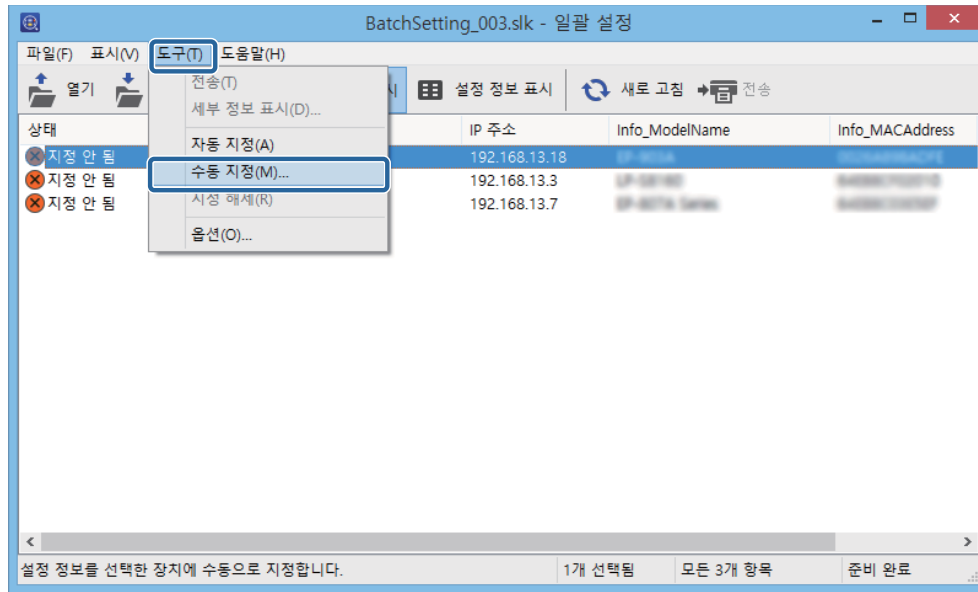 BatchSetting_003.slk - 일괄 설정
파일(F) 표시(V) 도구(T) 도움말(H)
열기 시 설정 정보 표시 새로 고침 전송
전송(T)
세부 정보 표시(D)...
자동 지정(A)
수동 지정(M)...
지정 해제(R)
옵션(O)...
상태 IP 주소 Info_ModelName Info_MACAddress
지정 안 됨 192.168.13.18
지정 안 됨 192.168.13.3
지정 안 됨 192.168.13.7
설정 정보를 선택한 장치에 수동으로 지정합니다. 1개 선택됨 모든 3개 항목 준비 완료